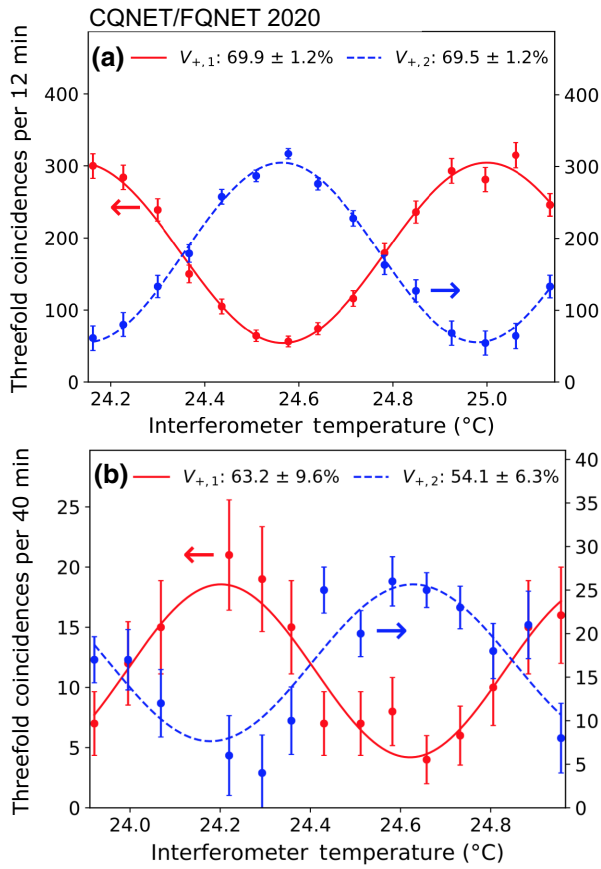 CQNET/FQNET 2020
(a)
V+,1: 69.9 ± 1.2%
V+,2: 69.5 ± 1.2%
Threefold coincidences per 12 min
400
300
200
100
0
400
300
200
100
0
24.2 24.4 24.6 24.8 25.0
Interferometer temperature (°C)
(b)
V+,1: 63.2 ± 9.6%
V+,2: 54.1 ± 6.3%
Threefold coincidences per 40 min
25
20
15
10
5
0
40
35
30
25
20
15
10
5
0
24.0 24.2 24.4 24.6 24.8
Interferometer temperature (°C)